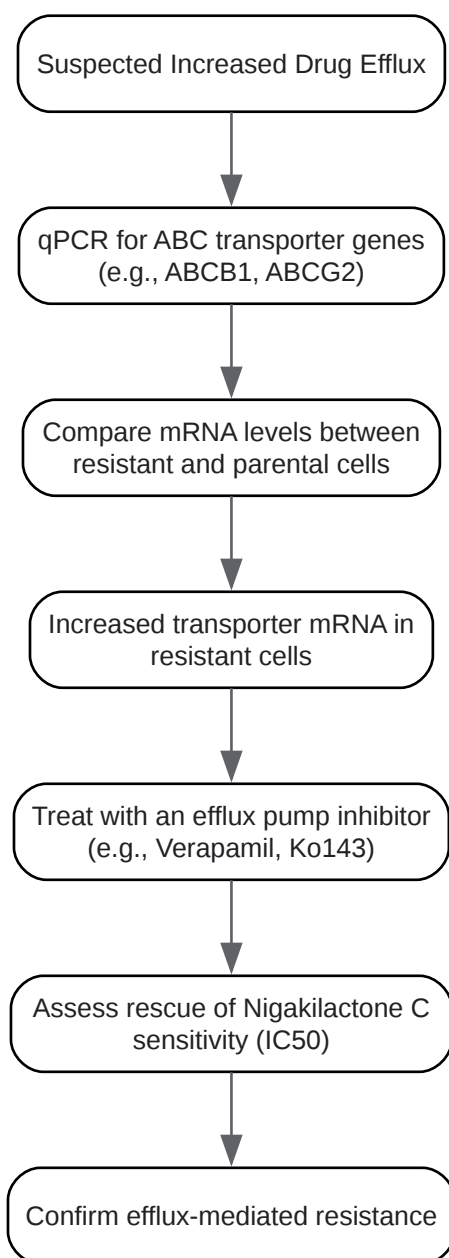 Suspected Increased Drug Efflux
qPCR for ABC transporter genes
(e.g., ABCB1, ABCG2)
Compare mRNA levels between
resistant and parental cells
Increased transporter mRNA in
resistant cells
Treat with an efflux pump inhibitor
(e.g., Verapamil, Ko143)
Assess rescue of Nigakilactone C
sensitivity (IC50)
Confirm efflux-mediated resistance